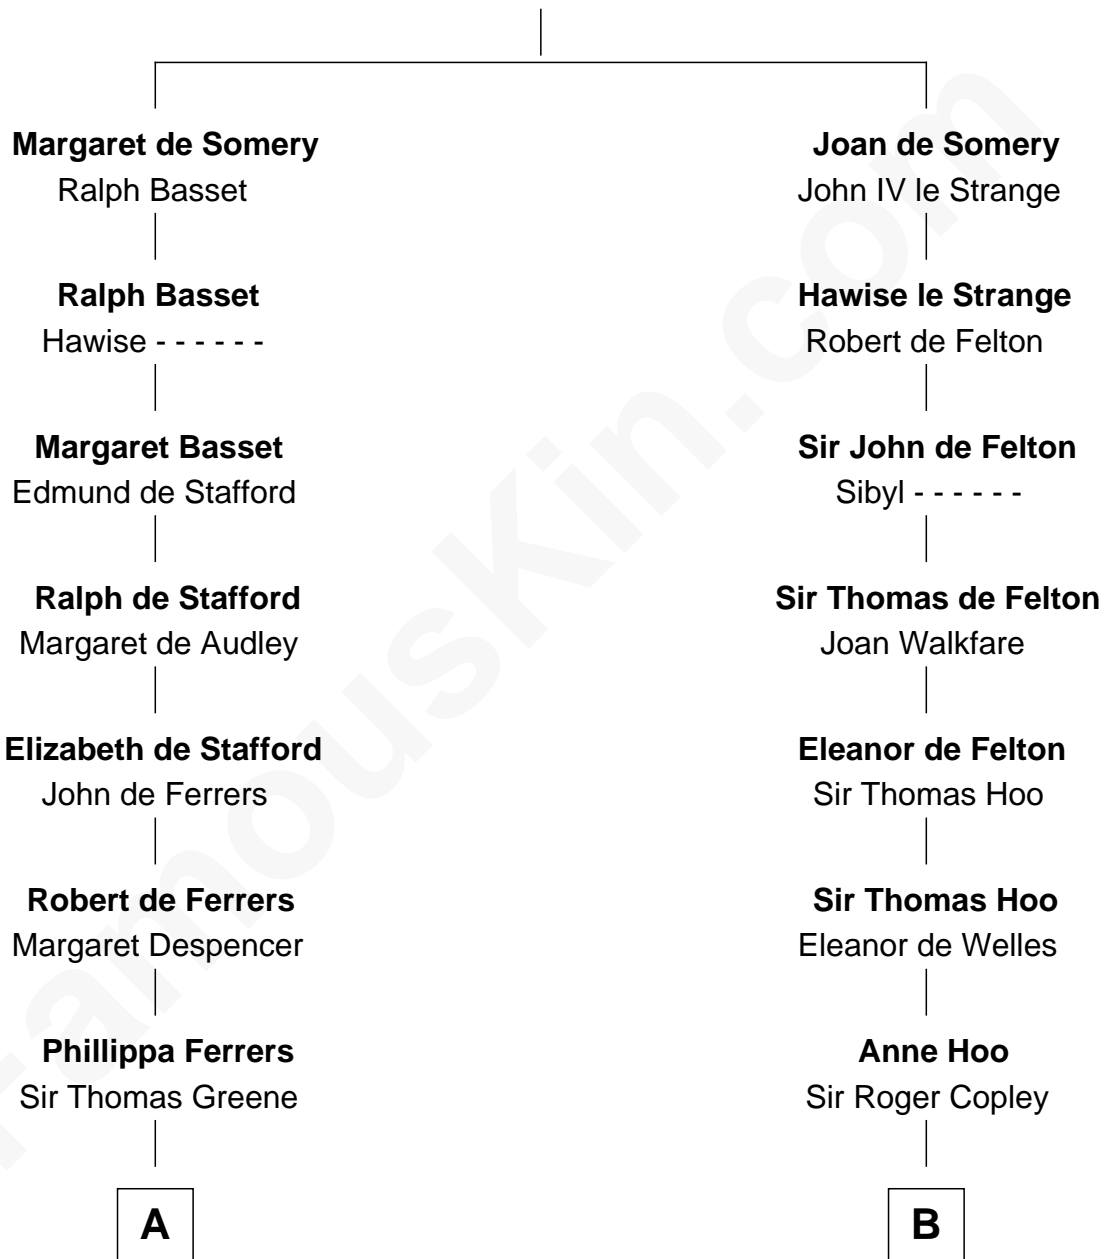 Margaret de Somery
Ralph Basset
Ralph Basset
Hawise - - - - - -
Margaret Basset
Edmund de Stafford
Ralph de Stafford
Margaret de Audley
Elizabeth de Stafford
John de Ferrers
Robert de Ferrers
Margaret Despencer
Phillippa Ferrers
Sir Thomas Greene
A
Joan de Somery
John IV le Strange
Hawise le Strange
Robert de Felton
Sir John de Felton
Sibyl - - - - - -
Sir Thomas de Felton
Joan Walkfare
Eleanor de Felton
Sir Thomas Hoo
Sir Thomas Hoo
Eleanor de Welles
Anne Hoo
Sir Roger Copley
B
FamousKin.com